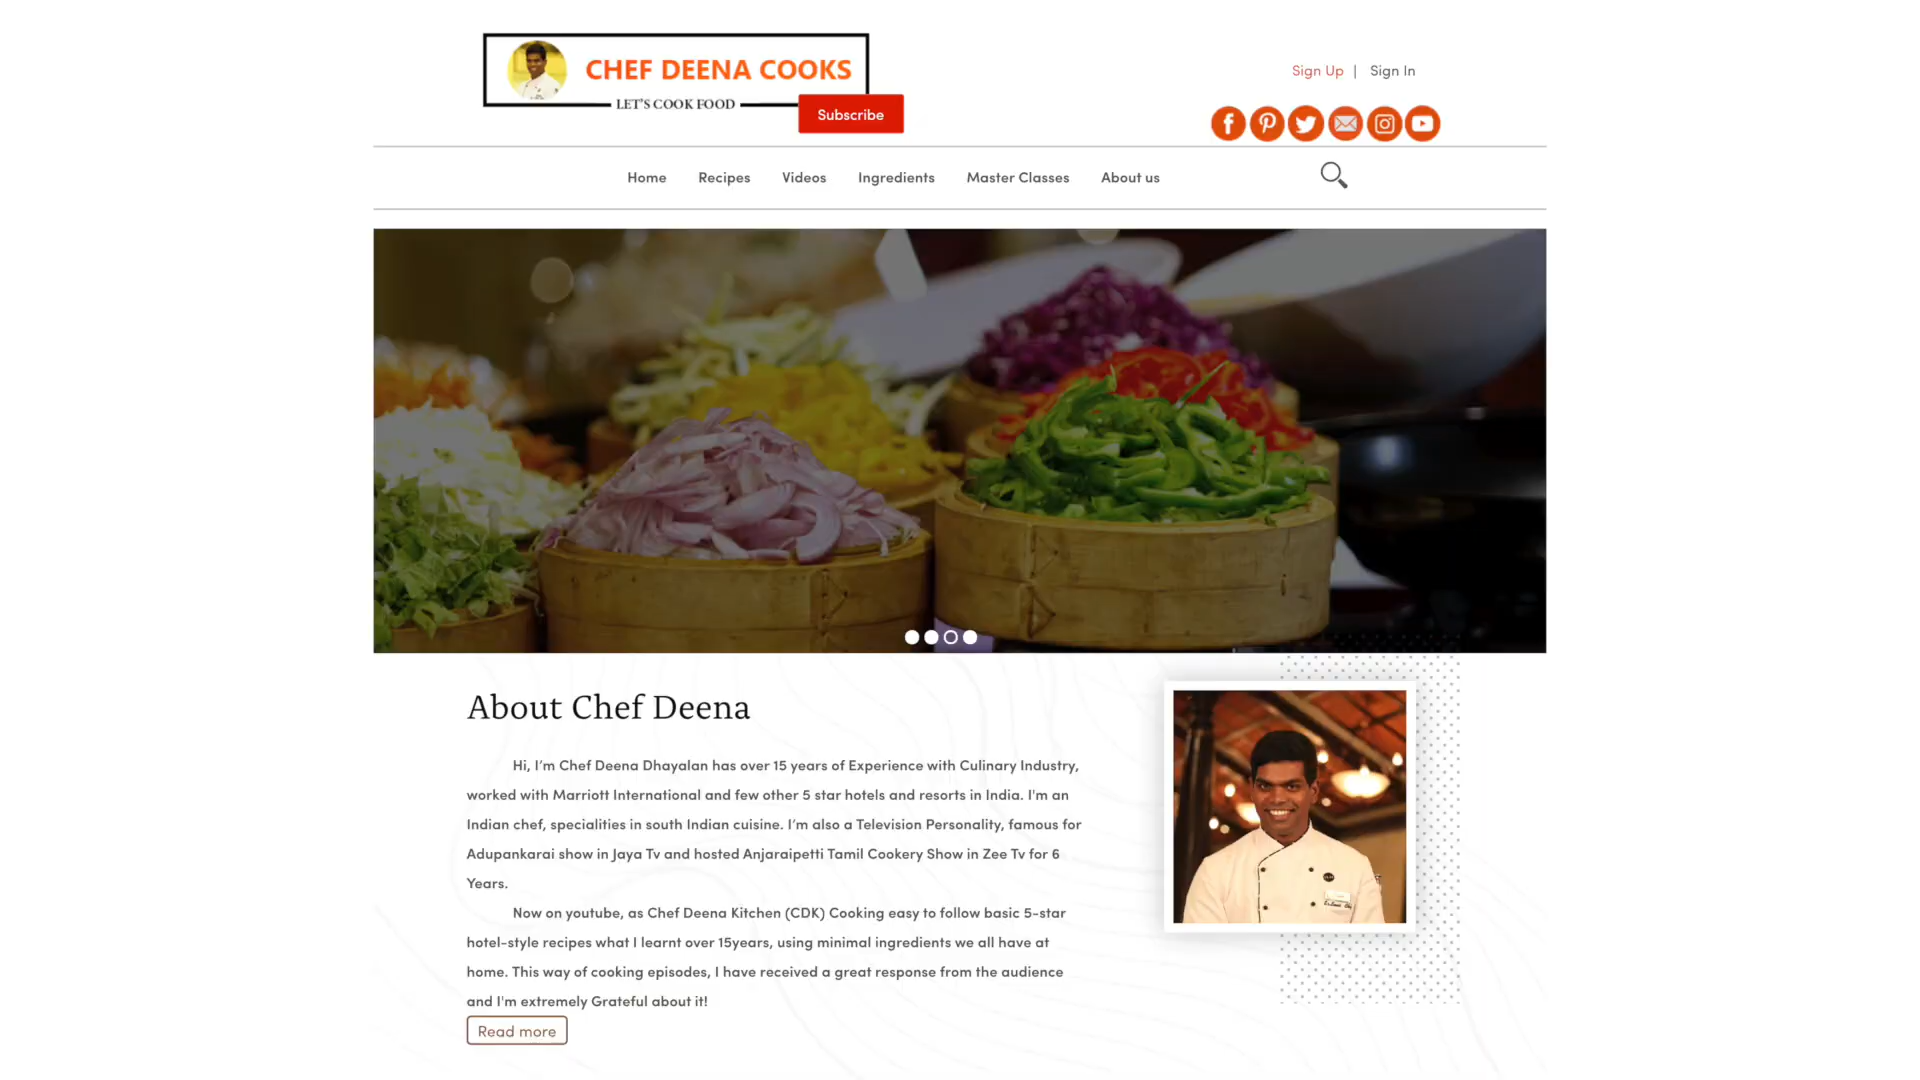 CHEF DEENA COOKS
LET'S COOK FOOD
Subscribe
Sign Up | Sign In
Home Recipes Videos Ingredients Master Classes About us
About Chef Deena
Hi, I'm Chef Deena Dhayalan has over 15 years of Experience with Culinary Industry,
worked with Marriott International and few other 5 star hotels and resorts in India. I'm an
Indian chef, specialities in south Indian cuisine. I'm also a Television Personality, famous for
Adupankarai show in Jaya Tv and hosted Anjaraipetti Tamil Cookery Show in Zee Tv for 6
Years.
Now on youtube, as Chef Deena Kitchen (CDK) Cooking easy to follow basic 5-star
hotel-style recipes what I learnt over 15years, using minimal ingredients we all have at
home. This way of cooking episodes, I have received a great response from the audience
and I'm extremely Grateful about it!
Read more